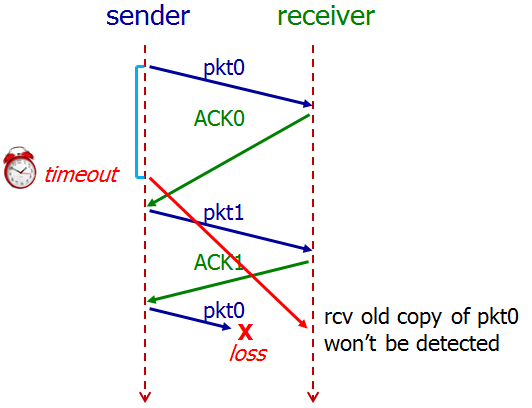 sender receiver
pkt0
ACK0
timeout
pkt1
ACK1
pkt0
X
loss
rcv old copy of pkt0
won't be detected